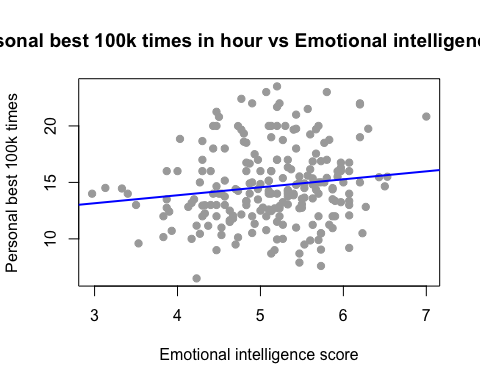 sonal best 100k times in hour vs Emotional intelligenc
Personal best 100k times
20
15
10
3 4 5 6 7
Emotional intelligence score